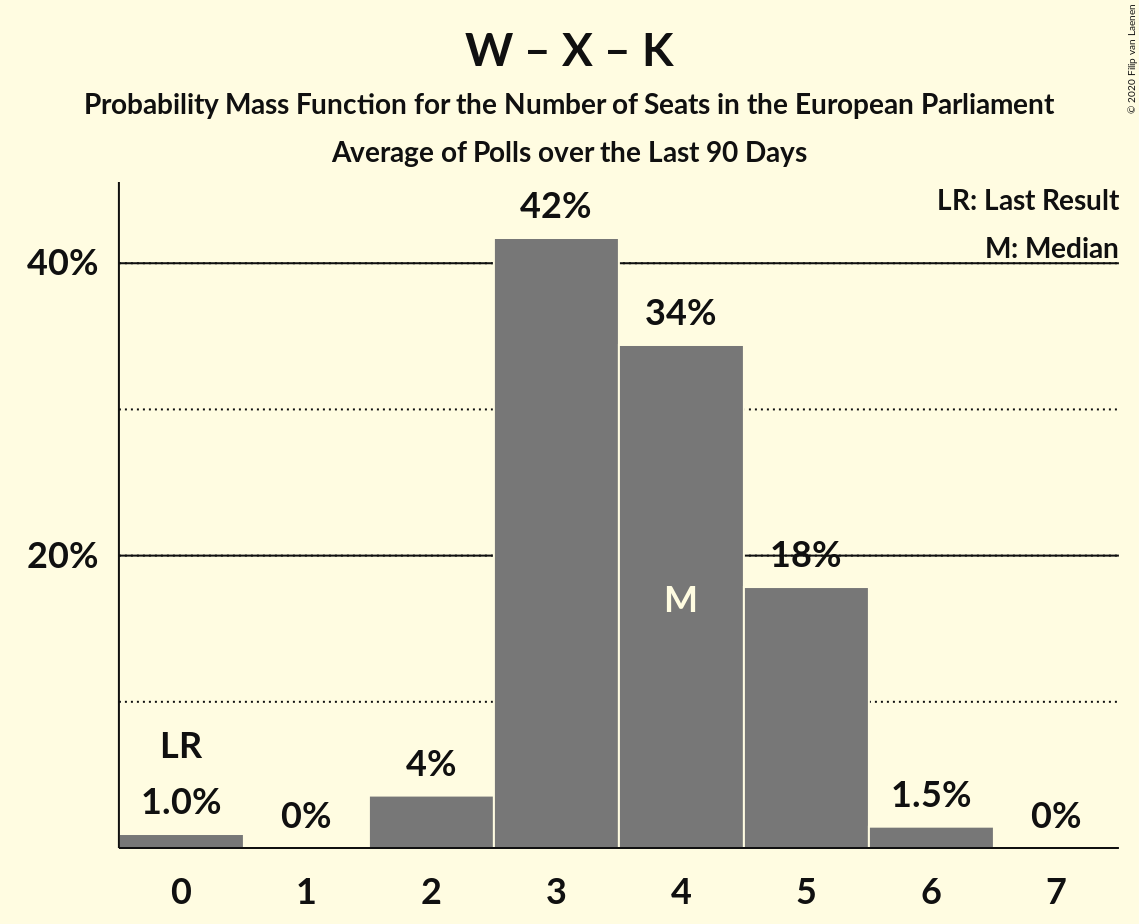 W – X – K
Probability Mass Function for the Number of Seats in the European Parliament
Average of Polls over the Last 90 Days
© 2020 Filip van Laenen
LR: Last Result
M: Median
40%
20%
LR
1.0%
0%
4%
42%
34%
M
18%
1.5%
0%
0 1 2 3 4 5 6 7